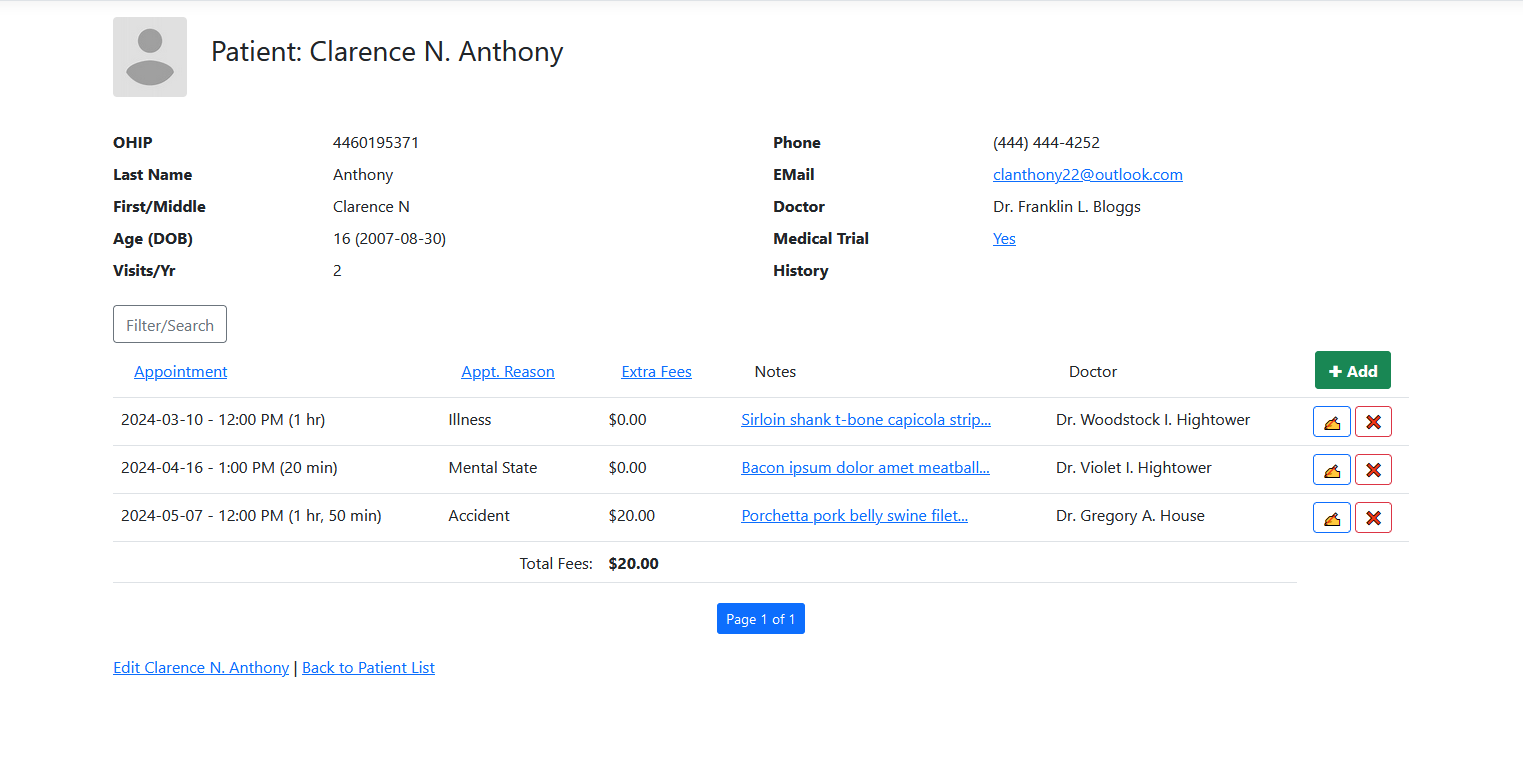 Patient: Clarence N. Anthony
OHIP 4460195371 Phone (444) 444-4252
Last Name Anthony EMail clanthony22@outlook.com
First/Middle Clarence N Doctor Dr. Franklin L. Bloggs
Age (DOB) 16 (2007-08-30) Medical Trial Yes
Visits/Yr 2 History
Filter/Search
Appointment Appt. Reason Extra Fees Notes Doctor Add
2024-03-10 - 12:00 PM (1 hr) Illness $0.00 Sirloin shank t-bone capicola strip... Dr. Woodstock I. Hightower
2024-04-16 - 1:00 PM (20 min) Mental State $0.00 Bacon ipsum dolor amet meatball... Dr. Violet I. Hightower
2024-05-07 - 12:00 PM (1 hr, 50 min) Accident $20.00 Porchetta pork belly swine filet... Dr. Gregory A. House
Total Fees: $20.00
Page 1 of 1
Edit Clarence N. Anthony | Back to Patient List